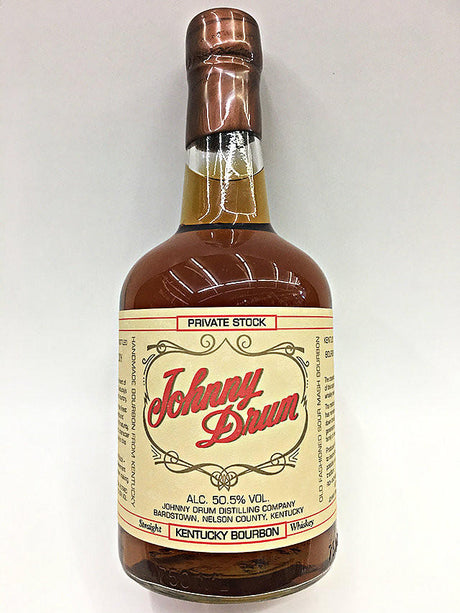 PRIVATE STOCK
Johnny
Drum
ALC. 50.5% VOL.
JOHNNY DRUM DISTILLING COMPANY
BARDSTOWN, NELSON COUNTY, KENTUCKY
Straight KENTUCKY BOURBON Whiskey
HANDMADE BOURBON FROM KENTUCKY
OLD FASHIONED SOUR MASH BOURBON